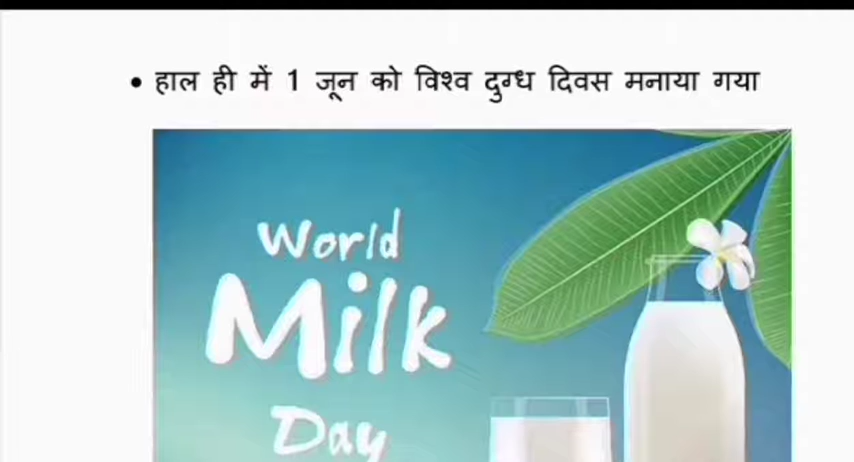 • हाल ही में 1 जून को विश्व दुग्ध दिवस मनाया गया
World
Milk
Day